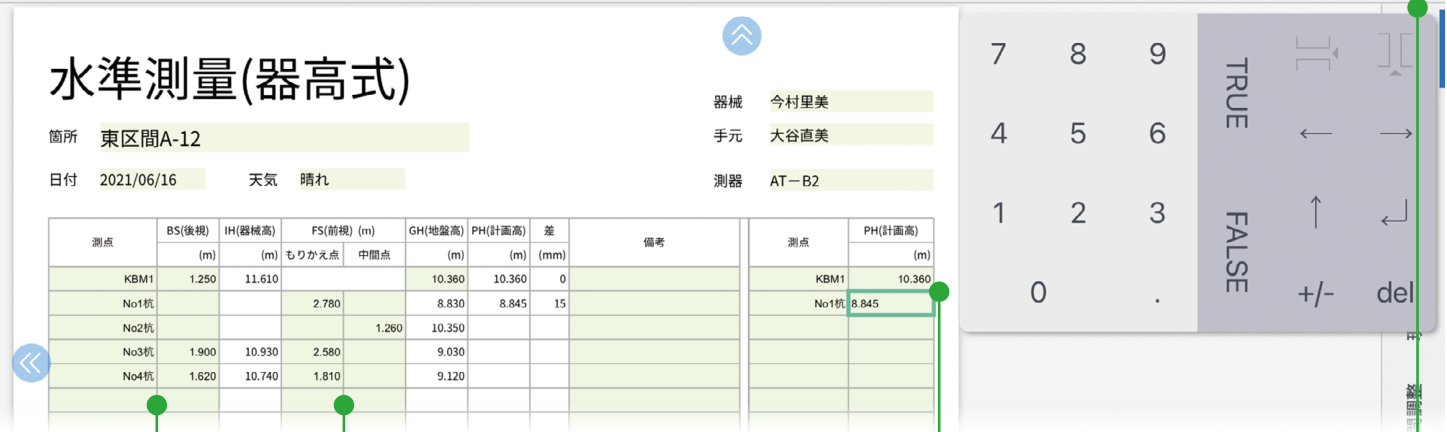 水準測量(器高式)
箇所 東区間A-12
日付 2021/06/16 天気 晴れ
器械 今村里美
手元 大谷直美
測器 AT－B2
測点 BS(後視) IH(器械高) FS(前視) (m) GH(地盤高) PH(計画高) 差 備考
(m) (m) もりかえ点 中間点 (m) (m) (mm)
KBM1 1.250 11.610 10.360 10.360 0
No1杭 2.780 8.830 8.845 15
No2杭 1.260 10.350
No3杭 1.900 10.930 2.580 9.030
No4杭 1.620 10.740 1.810 9.120
測点 PH(計画高)
(m)
KBM1 10.360
No1杭 8.845
7 8 9
4 5 6
1 2 3
0 .
TRUE
FALSE
← →
↑
+/- del
調整